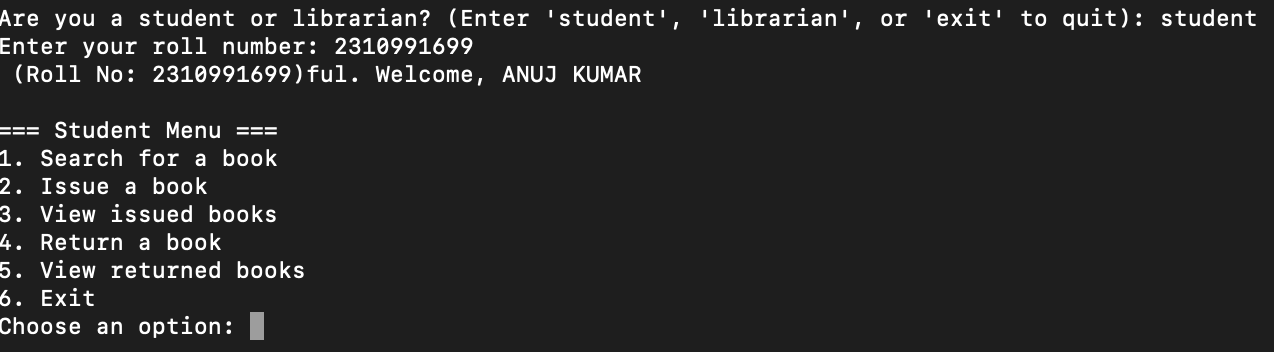 Are you a student or librarian? (Enter 'student', 'librarian', or 'exit' to quit): student
Enter your roll number: 2310991699
(Roll No: 2310991699)ful. Welcome, ANUJ KUMAR
=== Student Menu ===
1. Search for a book
2. Issue a book
3. View issued books
4. Return a book
5. View returned books
6. Exit
Choose an option: